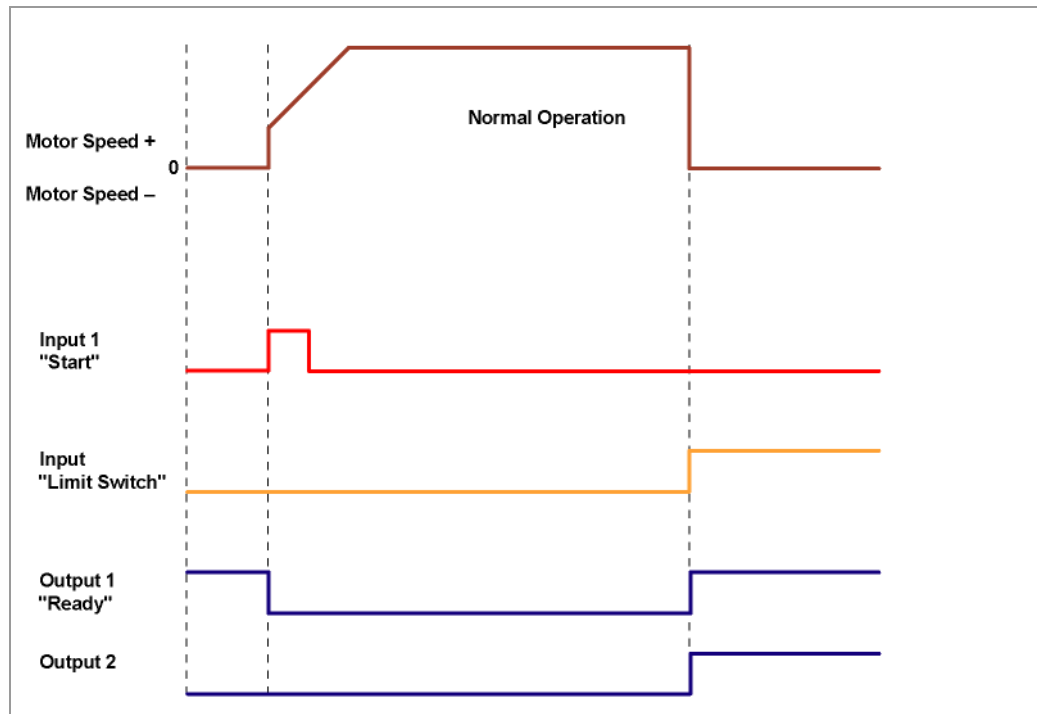 Normal Operation
Motor Speed +
0
Motor Speed –
Input 1
"Start"
Input
"Limit Switch"
Output 1
"Ready"
Output 2